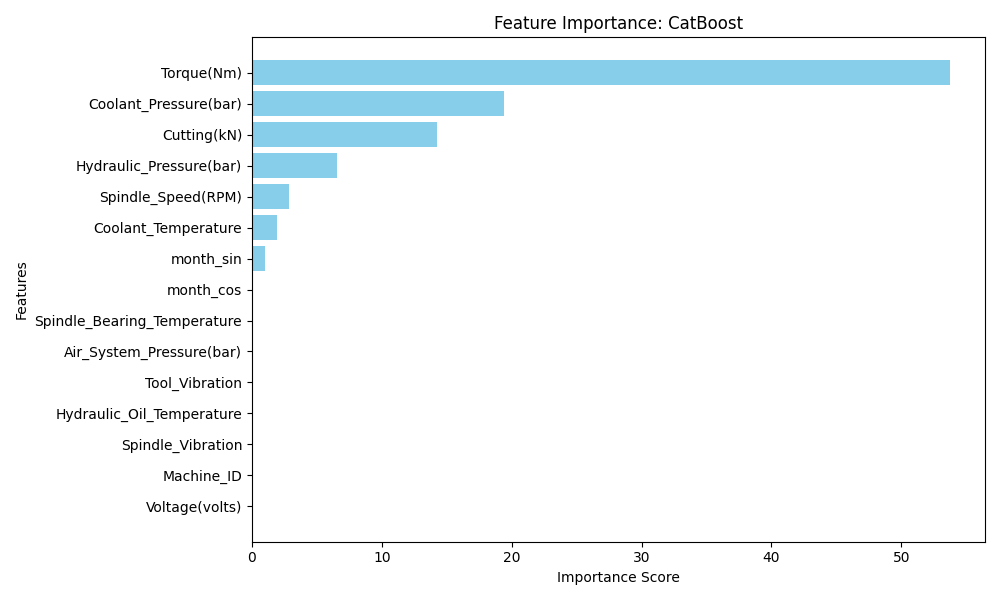 Feature Importance: CatBoost
Features
Torque(Nm)
Coolant_Pressure(bar)
Cutting(kN)
Hydraulic_Pressure(bar)
Spindle_Speed(RPM)
Coolant_Temperature
month_sin
month_cos
Spindle_Bearing_Temperature
Air_System_Pressure(bar)
Tool_Vibration
Hydraulic_Oil_Temperature
Spindle_Vibration
Machine_ID
Voltage(volts)
0 10 20 30 40 50
Importance Score